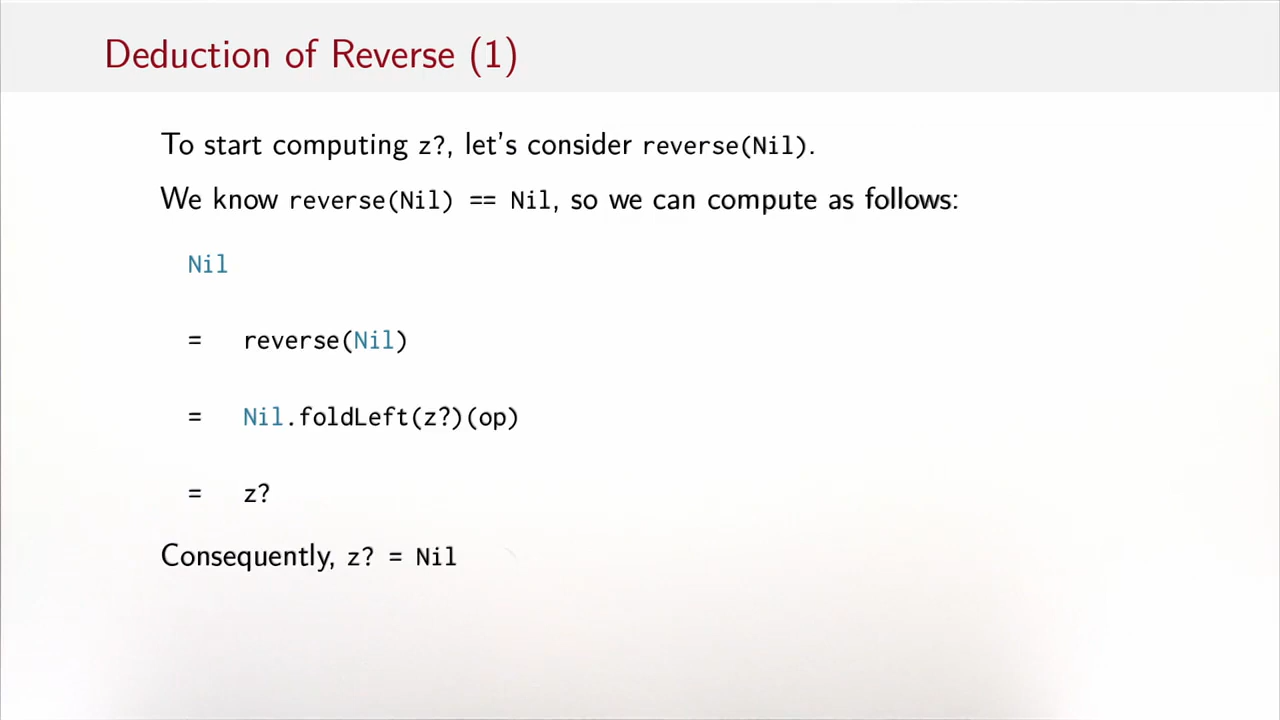 Deduction of Reverse (1)
To start computing z?, let's consider reverse(Nil).
We know reverse(Nil) == Nil, so we can compute as follows:
Nil
= reverse(Nil)
= Nil.foldLeft(z?)(op)
= z?
Consequently, z? = Nil